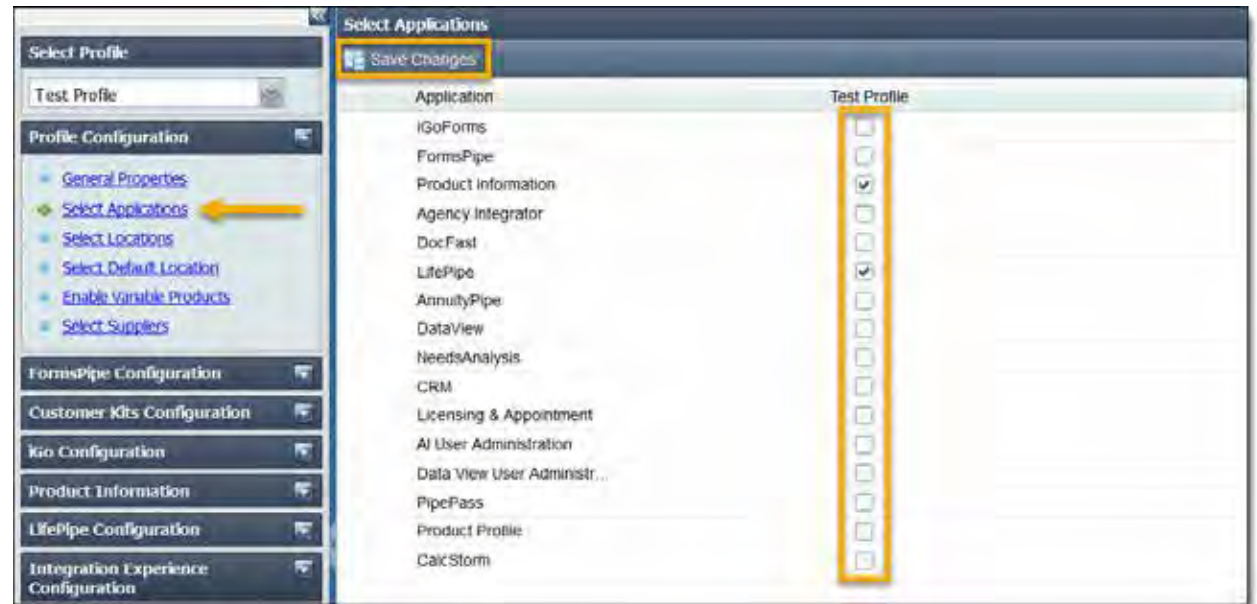 Select Profile
Test Profile
Profile Configuration
General Properties
Select Applications
Select Locations
Select Default Location
Enable Variable Products
Select Suppliers
FormsPipe Configuration
Customer Kits Configuration
iGo Configuration
Product Information
LifePipe Configuration
Integration Experience
Configuration
Select Applications
Save Changes
Application Test Profile
iGoForms
FormsPipe
Product Information
Agency Integrator
DocFast
LifePipe
AnnuityPipe
DataView
NeedsAnalysis
CRM
Licensing & Appointment
AI User Administration
Data View User Administr...
PipePass
Product Profile
CalcStorm